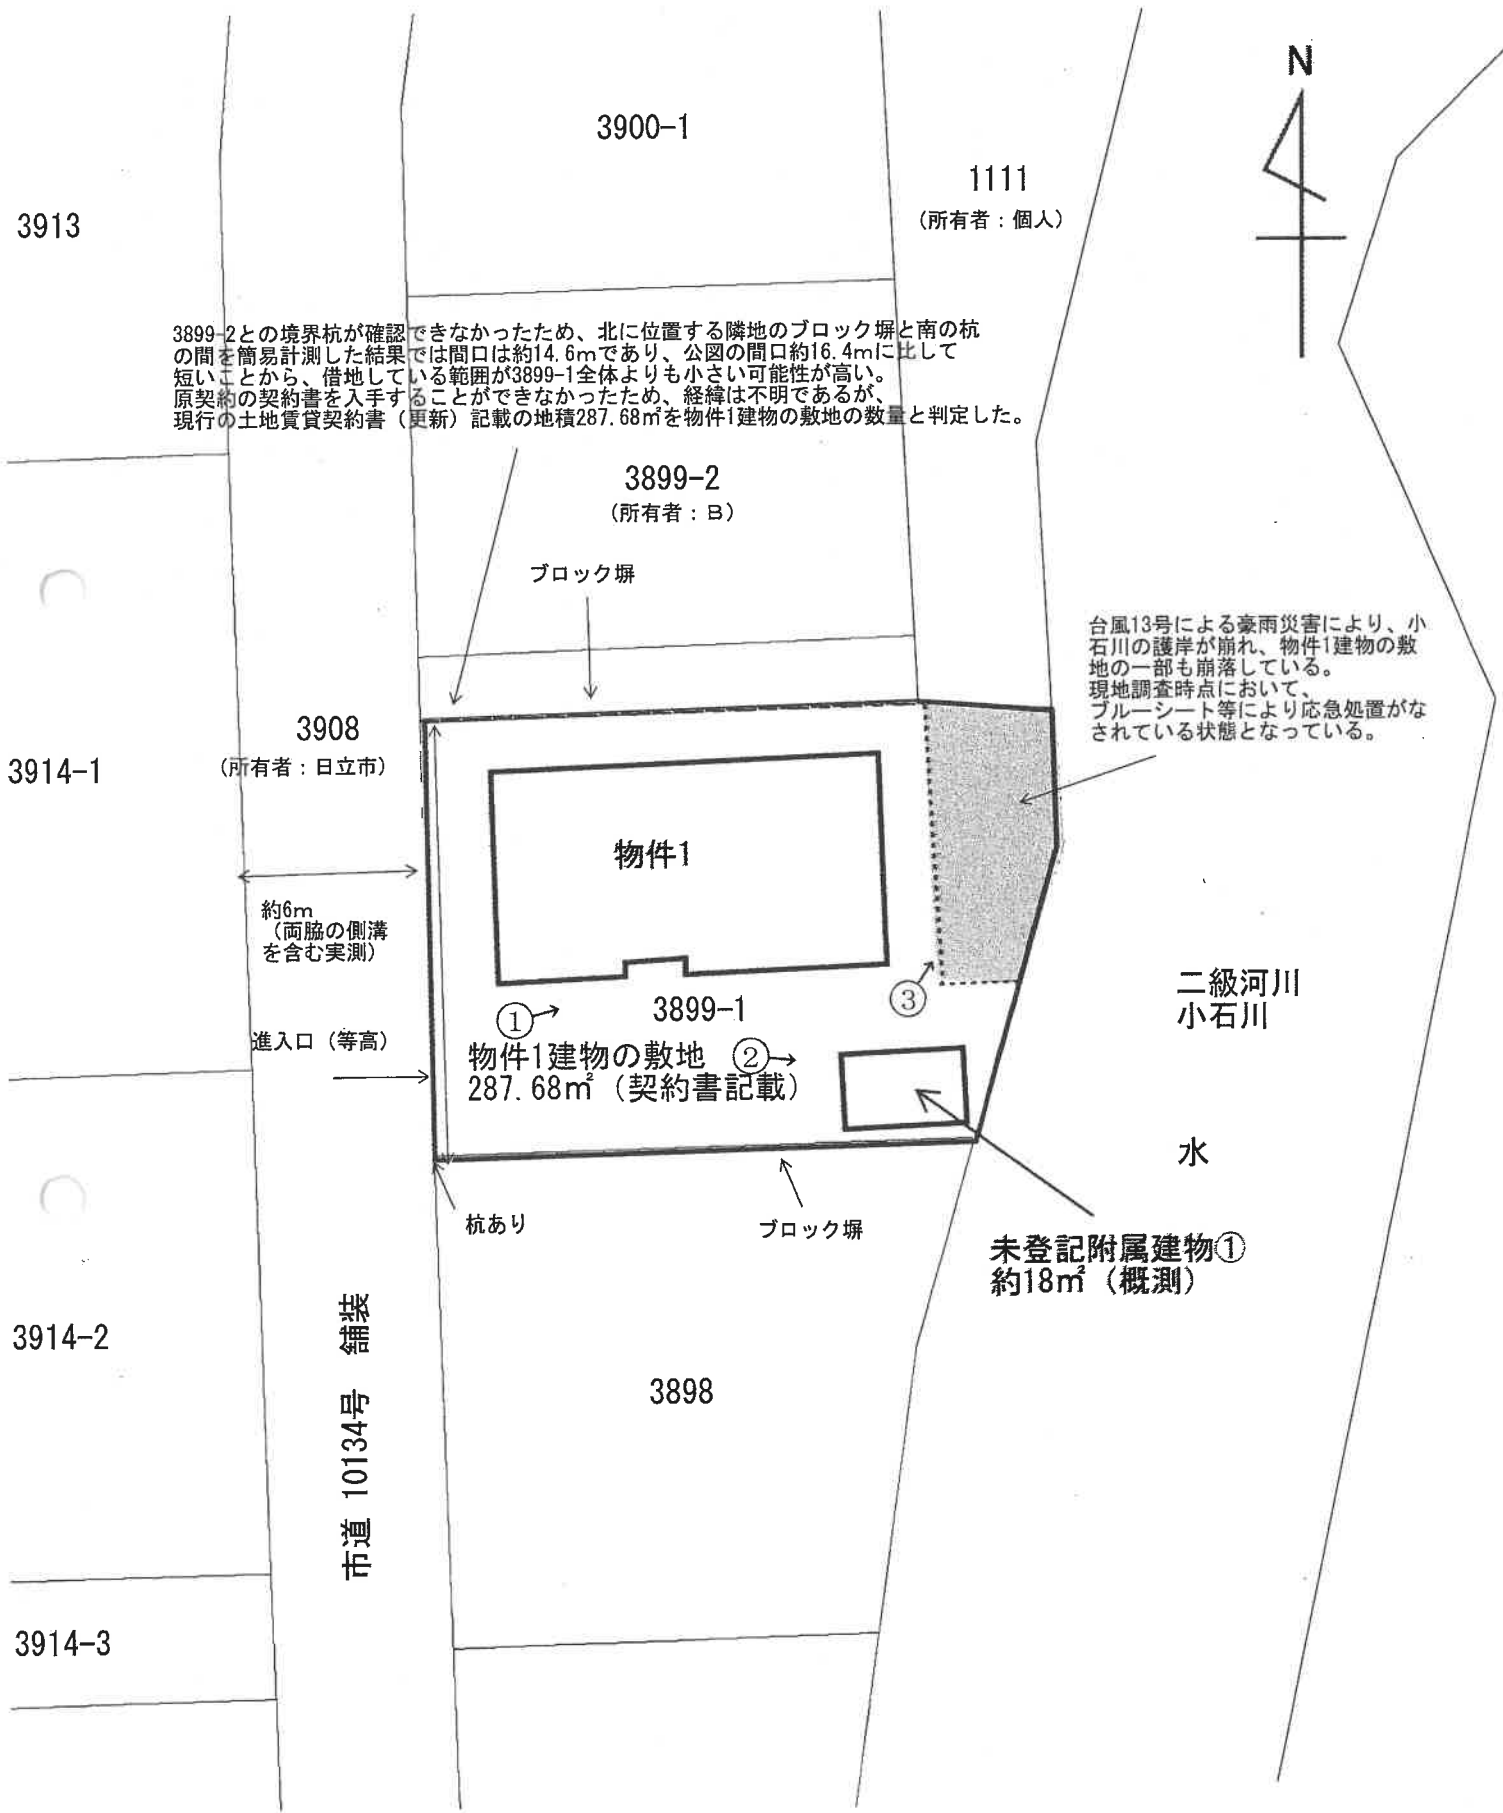 N
3900-1
1111
(所有者：個人)
3913
3899-2との境界杭が確認できなかったため、北に位置する隣地のブロック塀と南の杭
の間を簡易計測した結果では間口は約14.6mであり、公図の間口約16.4mに比して
短いことから、借地している範囲が3899-1全体よりも小さい可能性が高い。
原契約の契約書を入手することができなかったため、経緯は不明であるが、
現行の土地賃貸契約書（更新）記載の地積287.68㎡を物件1建物の敷地の数量と判定した。
3899-2
(所有者：B)
ブロック塀
台風13号による豪雨災害により、小
石川の護岸が崩れ、物件1建物の敷
地の一部も崩落している。
現地調査時点において、
ブルーシート等により応急処置がな
されている状態となっている。
3908
(所有者：日立市)
3914-1
物件1
約6m
（両脇の側溝
を含む実測）
進入口（等高）
①
3899-1
③
物件1建物の敷地
②
287.68㎡（契約書記載）
二級河川
小石川
水
杭あり
ブロック塀
未登記附属建物①
約18㎡（概測）
3914-2
市道 10134号 舗装
3898
3914-3